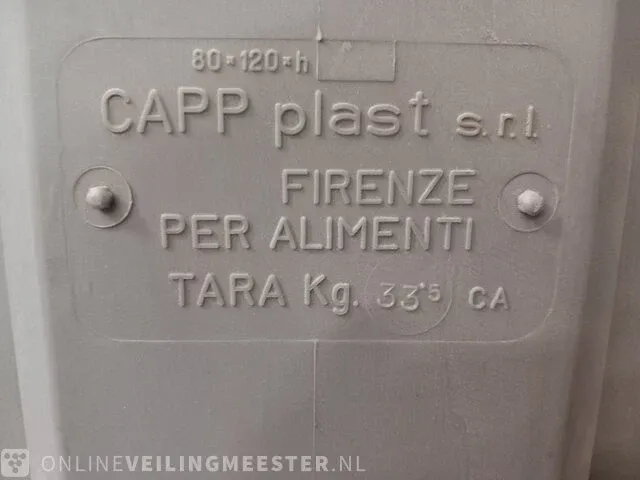 80×120×h
CAPP plast s.r.l.
FIRENZE
PER ALIMENTI
TARA Kg. 33'5 CA
ONLINEVEILINGMEESTER.NL